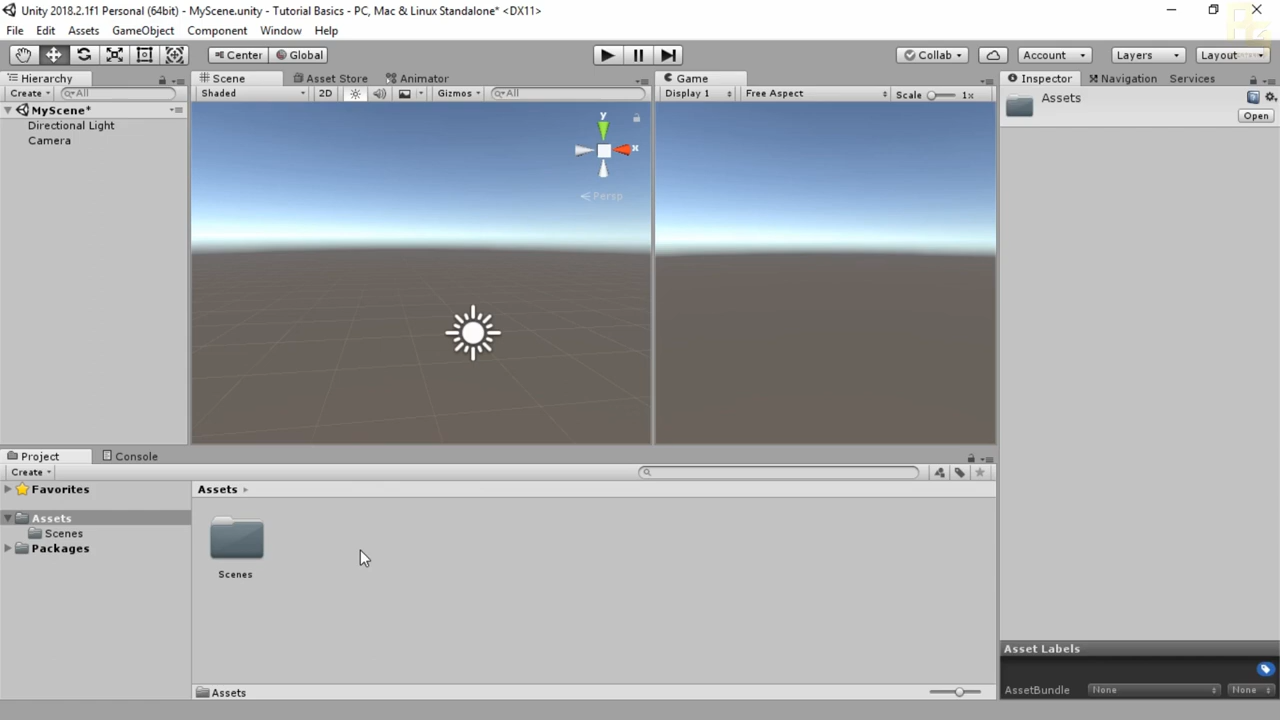 Unity 2018.2.1f1 Personal (64bit) - MyScene.unity - Tutorial Basics - PC, Mac & Linux Standalone* <DX11>
File Edit Assets GameObject Component Window Help
Center Global Collab Account Layers Layout
Hierarchy
Create All
MyScene*
Directional Light
Camera
Scene Asset Store Animator
Shaded 2D Gizmos All
y
x
Persp
Game
Display 1 Free Aspect Scale 1x
Inspector Navigation Services
Assets
Open
Project Console
Create
Favorites
Assets
Scenes
Packages
Assets
Scenes
Assets
Asset Labels
AssetBundle None None